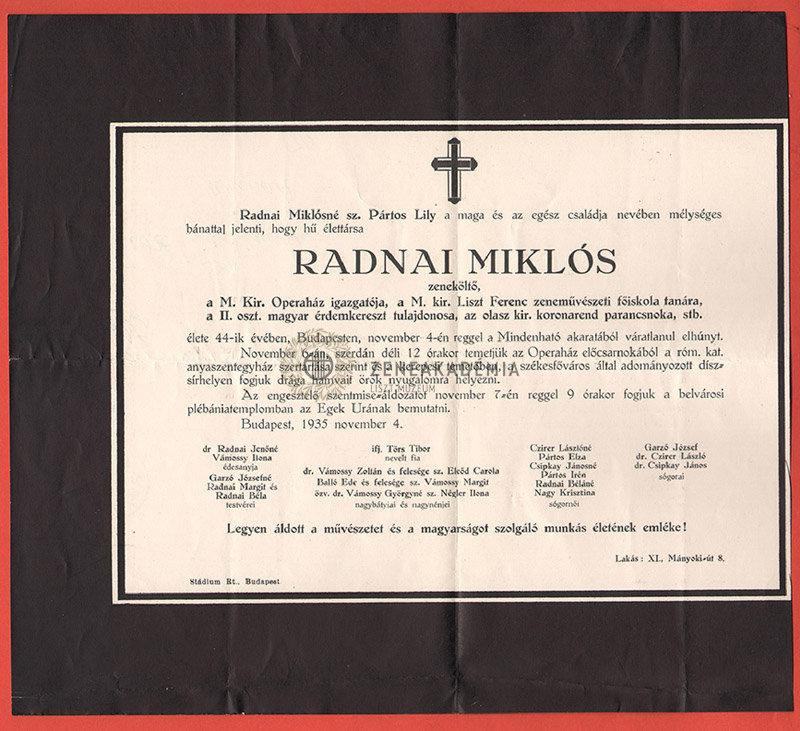 Radnai Miklósné sz. Pártos Lily a maga és az egész családja nevében mélységes
bánattal jelenti, hogy hű élettársa
RADNAI MIKLÓS
zeneköltő,
a M. Kir. Operaház igazgatója, a M. kir. Liszt Ferenc zeneművészeti főiskola tanára,
a II. oszt. magyar érdemkereszt tulajdonosa, az olasz kir. koronarend parancsnoka, stb.
élete 44-ik évében, Budapesten, november 4-én reggel a Mindenható akaratából váratlanul elhúnyt.
November 6-án, szerdán déli 12 órakor temetjük az Operaház előcsarnokából a róm. kat.
anyaszentegyház szertartása szerint és a kerepesi temetőben, a székesfőváros által adományozott dísz-
sírhelyen fogjuk drága hamvait örök nyugalomra helyezni.
ZENEAKADÉMIA
LISZT MÚZEUM
Az engesztelő szentmise-áldozatot november 7-én reggel 9 órakor fogjuk a belvárosi
plébániatemplomban az Egek Urának bemutatni.
Budapest, 1935 november 4.
dr Radnai Jenőné
Vámossy Ilona
édesanyja
Garzó Józsefné
Radnai Margit és
Radnai Béla
testvérei
ifj. Törs Tibor
nevelt fia
dr. Vámossy Zoltán és felesége sz. Elcőd Carola
Balló Ede és felesége sz. Vámossy Margit
özv. dr. Vámossy Györgyné sz. Négler Ilona
nagybátyjai és nagynénjei
Czirer Lászlóné
Pártos Elza
Csipkay Jánosné
Pártos Irén
Radnai Béláné
Nagy Krisztina
sógornői
Garzó József
dr. Czirer László
dr. Csipkay János
sógorai
Legyen áldott a művészetet és a magyarságot szolgáló munkás életének emléke!
Lakás: XI., Mányoki-út 8.
Stádium Rt., Budapest